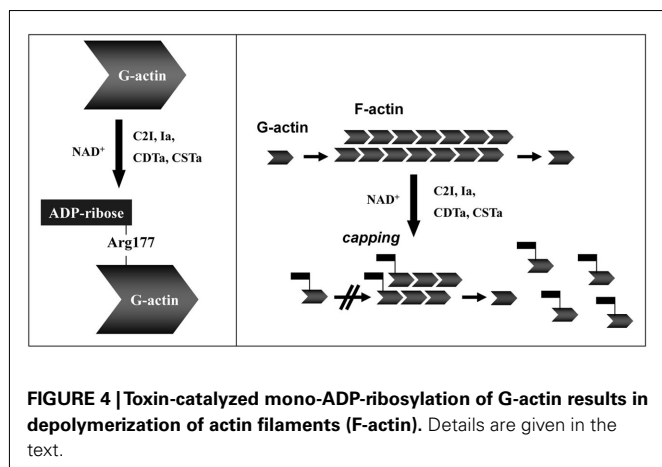 G-actin
NAD⁺
C2I, Ia,
CDTa, CSTa
ADP-ribose
Arg177
G-actin
F-actin
G-actin
NAD⁺
C2I, Ia,
CDTa, CSTa
capping
FIGURE 4 | Toxin-catalyzed mono-ADP-ribosylation of G-actin results in
depolymerization of actin filaments (F-actin). Details are given in the
text.